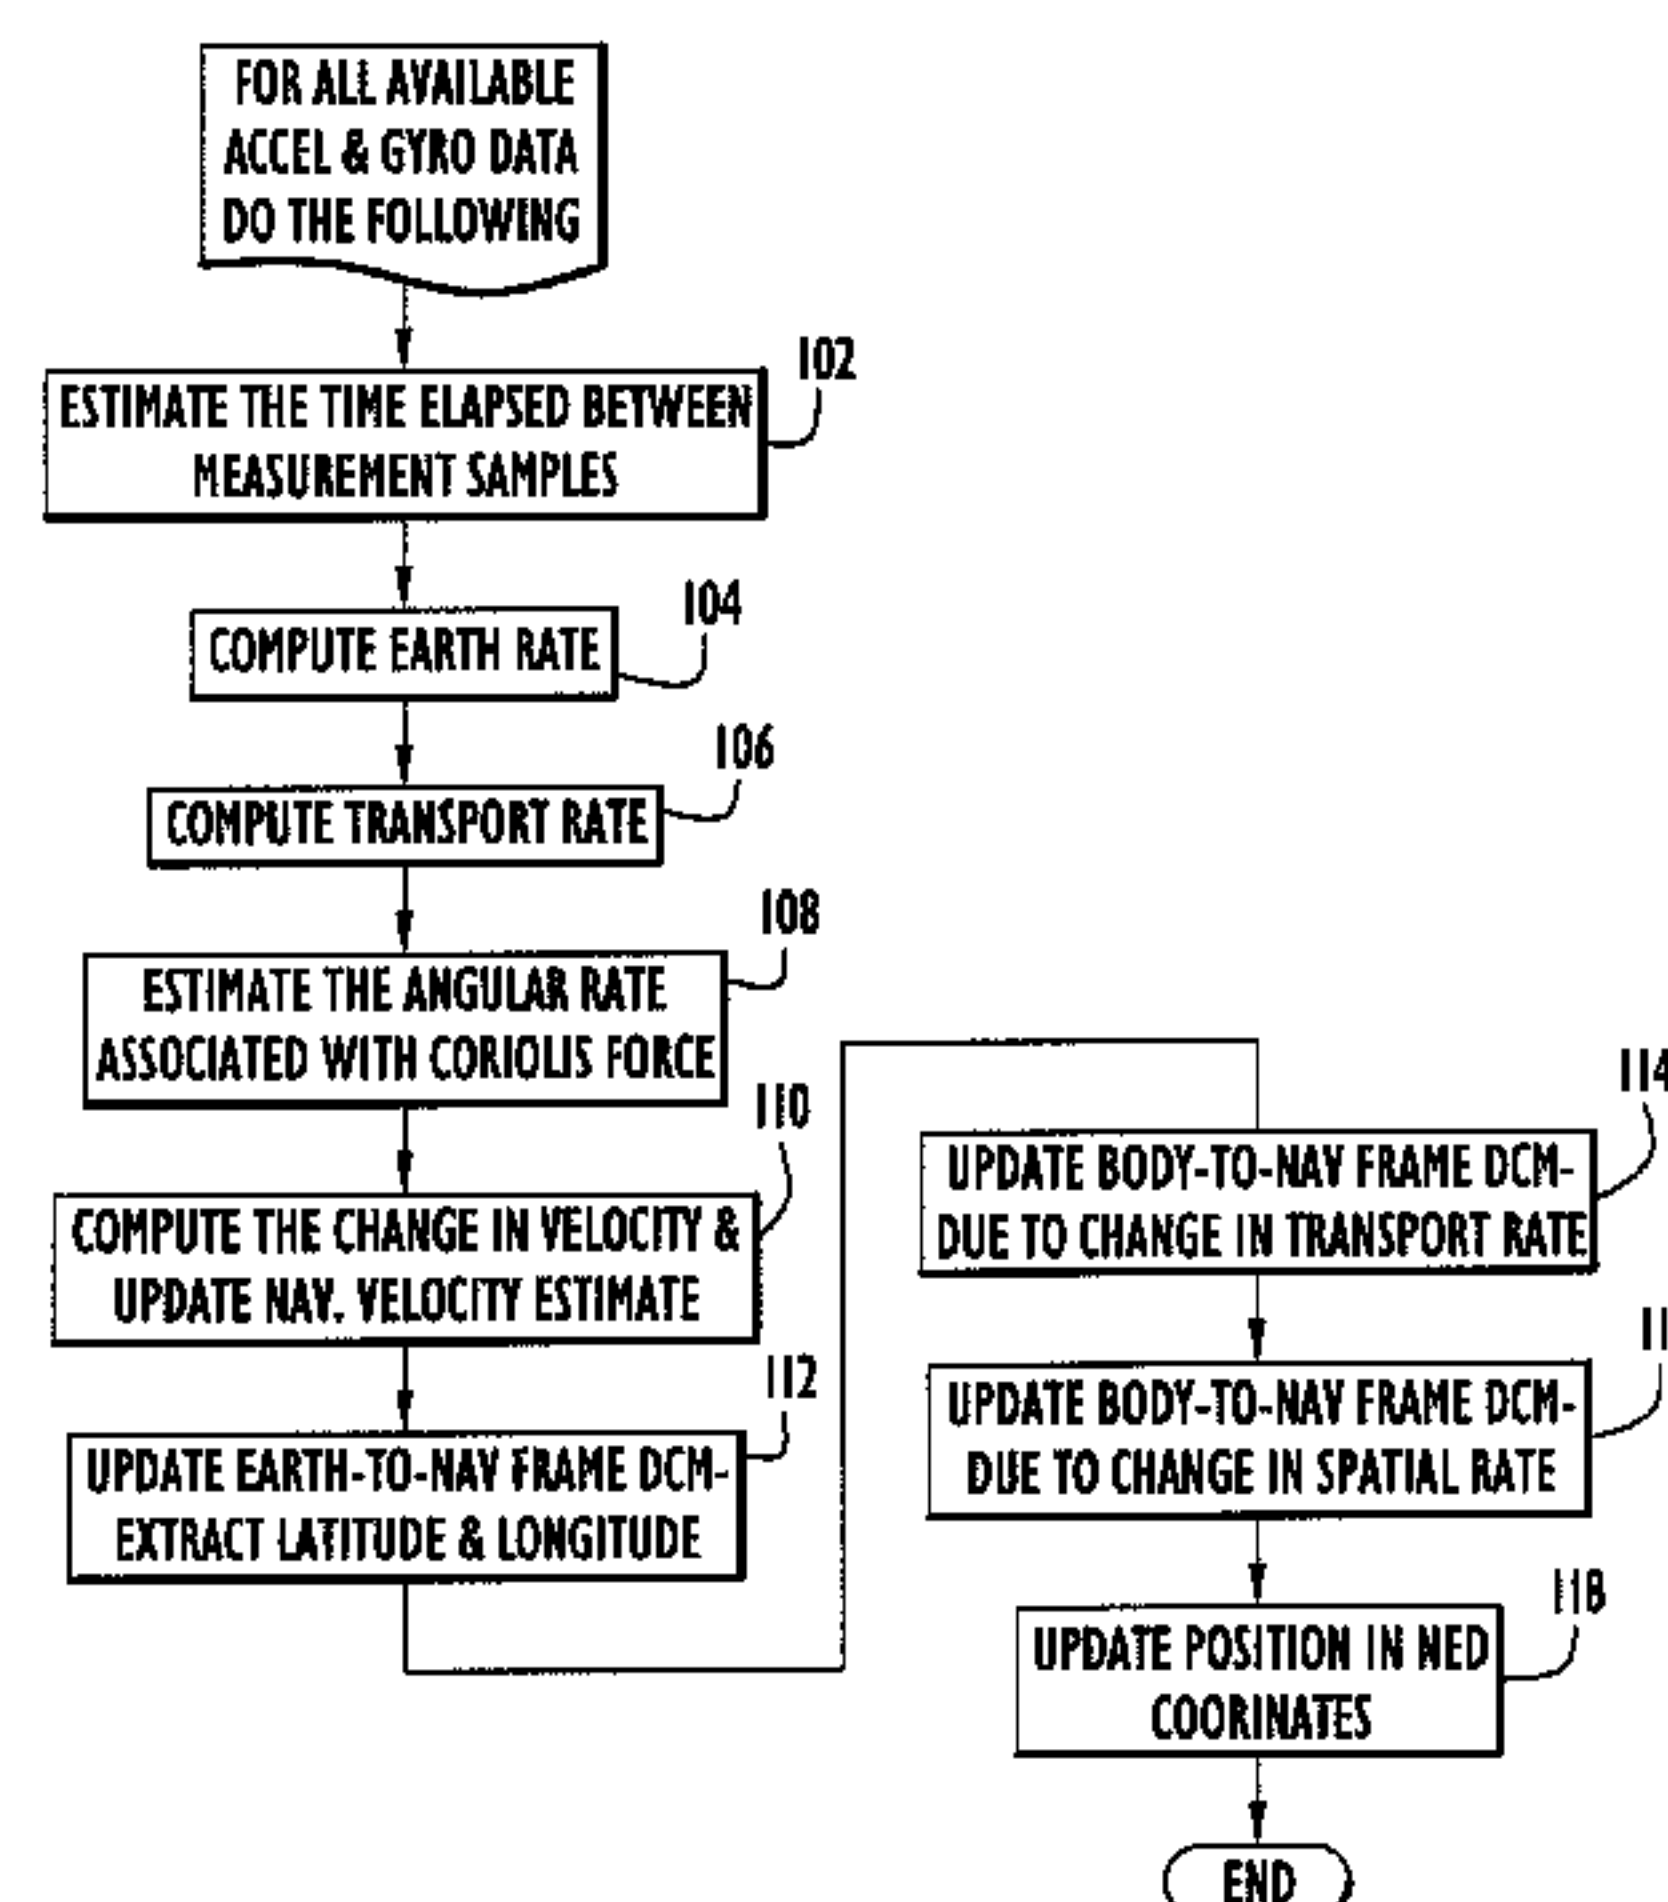 FOR ALL AVAILABLE
ACCEL & GYRO DATA
DO THE FOLLOWING
102
ESTIMATE THE TIME ELAPSED BETWEEN
MEASUREMENT SAMPLES
104
COMPUTE EARTH RATE
106
COMPUTE TRANSPORT RATE
108
ESTIMATE THE ANGULAR RATE
ASSOCIATED WITH CORIOLIS FORCE
110
COMPUTE THE CHANGE IN VELOCITY &
UPDATE NAV. VELOCITY ESTIMATE
112
UPDATE EARTH-TO-NAV FRAME DCM-
EXTRACT LATITUDE & LONGITUDE
114
UPDATE BODY-TO-NAV FRAME DCM-
DUE TO CHANGE IN TRANSPORT RATE
UPDATE BODY-TO-NAV FRAME DCM-
DUE TO CHANGE IN SPATIAL RATE
118
UPDATE POSITION IN NED
COORINATES
END